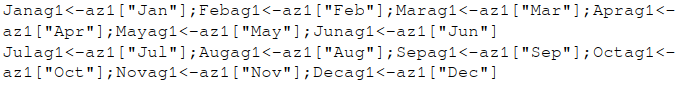 Janag1<-az1["Jan"];Febag1<-az1["Feb"];Marag1<-az1["Mar"];Aprag1<-
az1["Apr"];Mayag1<-az1["May"];Junag1<-az1["Jun"]
Julag1<-az1["Jul"];Augag1<-az1["Aug"];Sepag1<-az1["Sep"];Octag1<-
az1["Oct"];Novag1<-az1["Nov"];Decag1<-az1["Dec"]